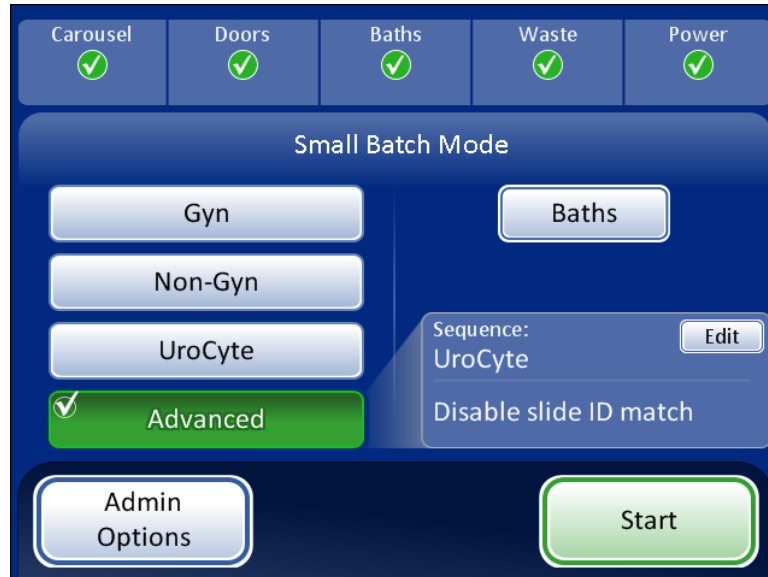 Carousel
Doors
Baths
Waste
Power
Small Batch Mode
Gyn
Non-Gyn
UroCyte
Advanced
Baths
Sequence:
UroCyte
Edit
Disable slide ID match
Admin
Options
Start